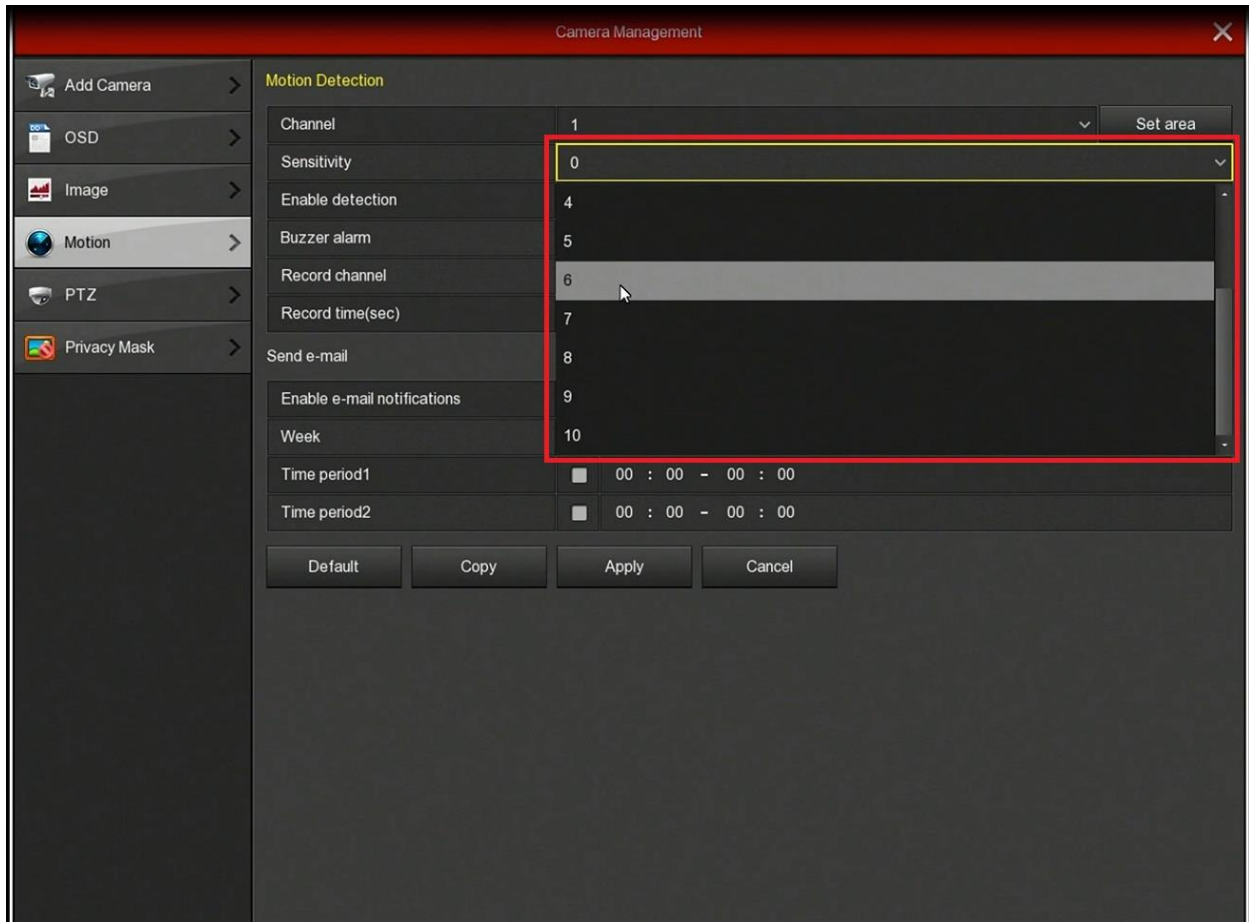 Camera Management
Add Camera
OSD
Image
Motion
PTZ
Privacy Mask
Motion Detection
Channel 1 Set area
Sensitivity 0
Enable detection 4
Buzzer alarm 5
Record channel 6
Record time(sec) 7
Send e-mail 8
Enable e-mail notifications 9
Week 10
Time period1 00 : 00 - 00 : 00
Time period2 00 : 00 - 00 : 00
Default Copy Apply Cancel